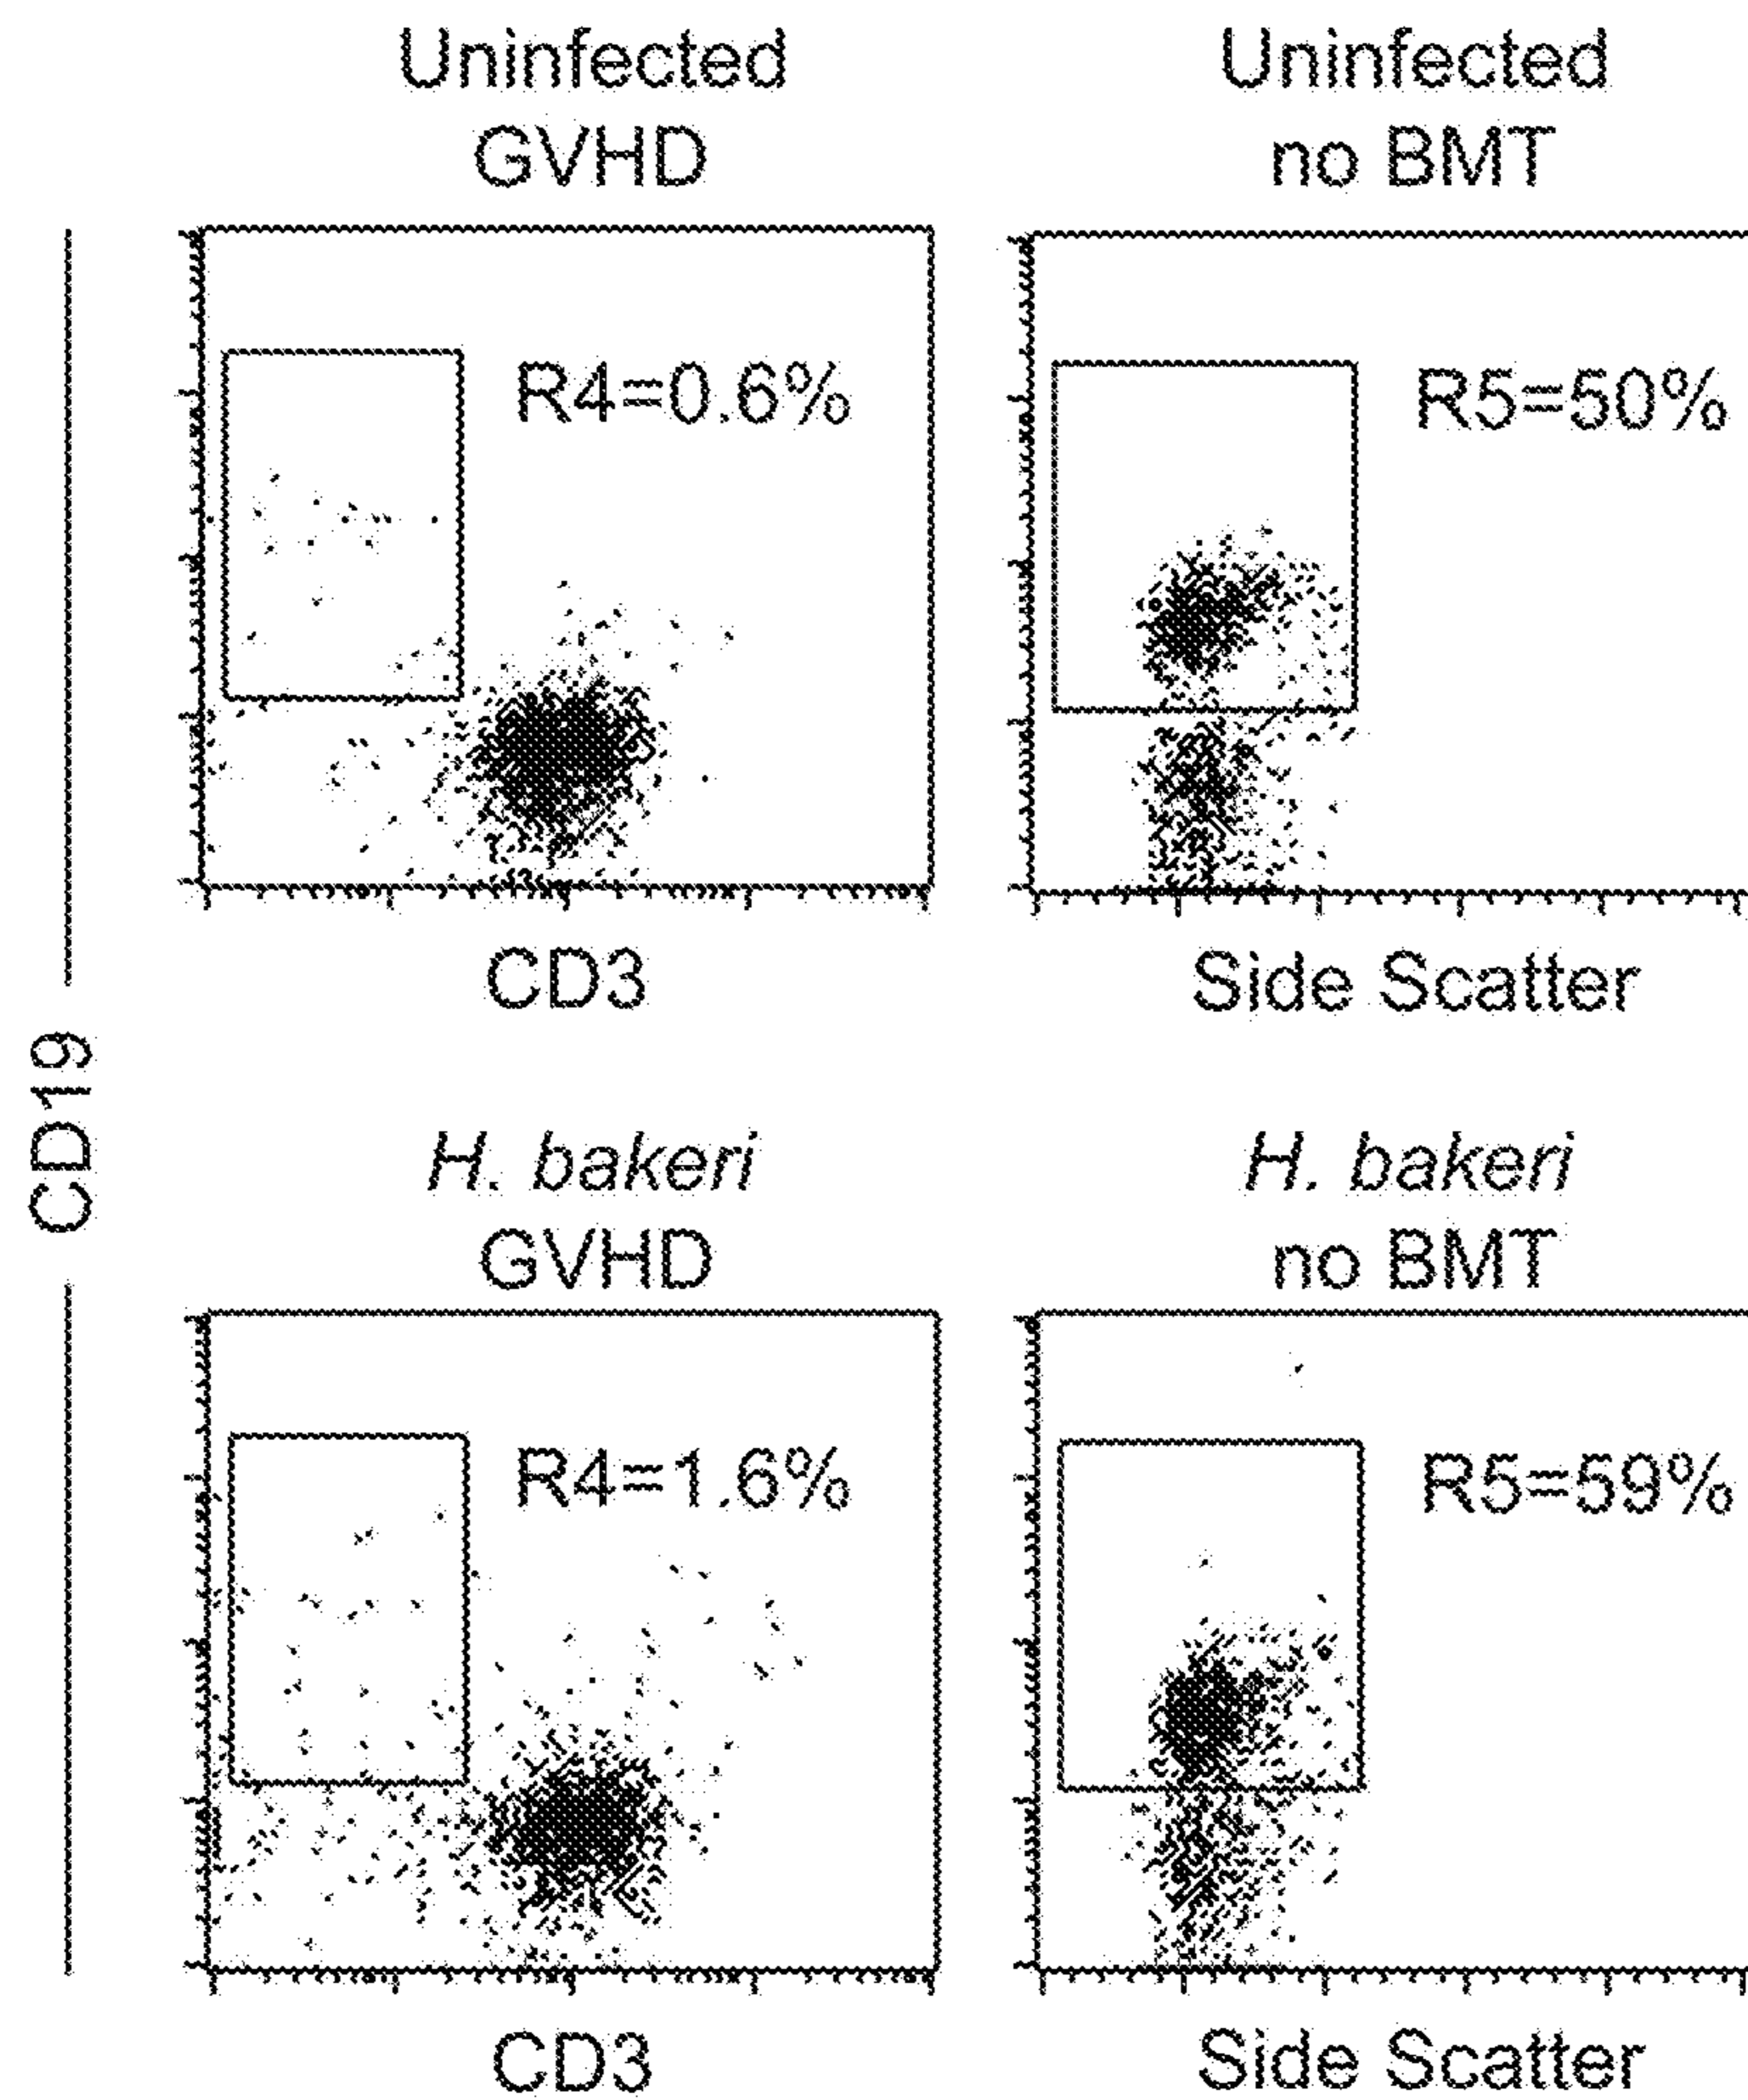 Uninfected
GVHD
Uninfected
no BMT
R4=0.6%
R5=50%
CD3
Side Scatter
CD19
H. bakeri
GVHD
H. bakeri
no BMT
R4=1.6%
R5=59%
CD3
Side Scatter